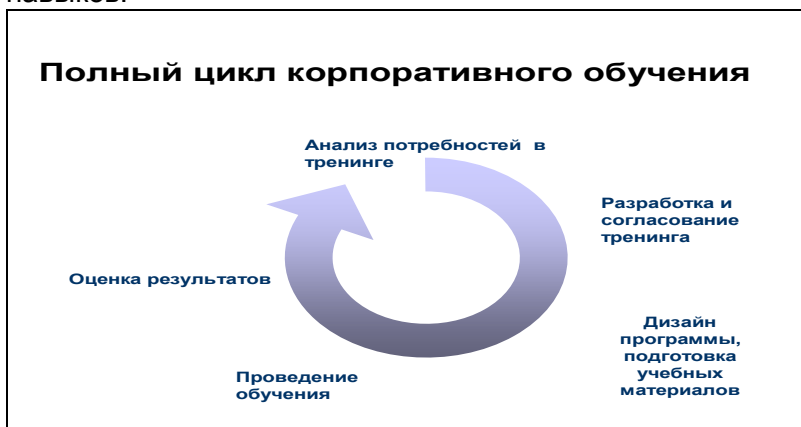 Полный цикл корпоративного обучения
Анализ потребностей в
тренинге
Разработка и
согласование
тренинга
Дизайн
программы,
подготовка
учебных
материалов
Проведение
обучения
Оценка результатов